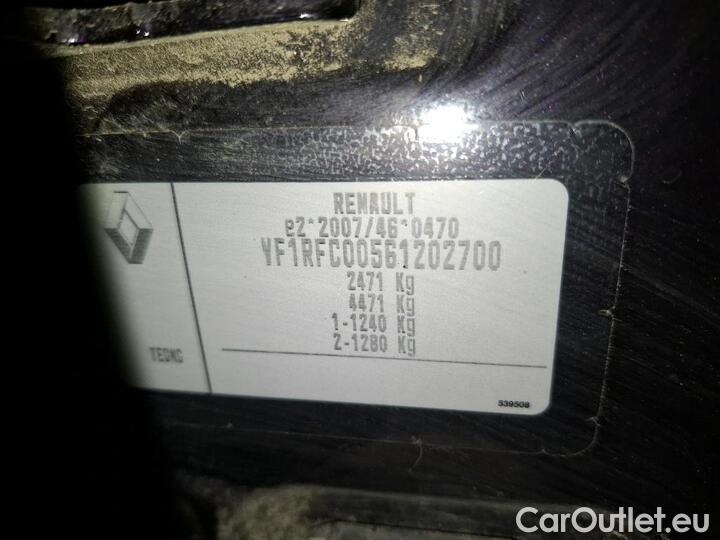 RENAULT
e2*2007/46*0470
VF1RFC00561202700
2471 Kg
4471 Kg
1-1240 Kg
2-1280 Kg
539508
CarOutlet.eu